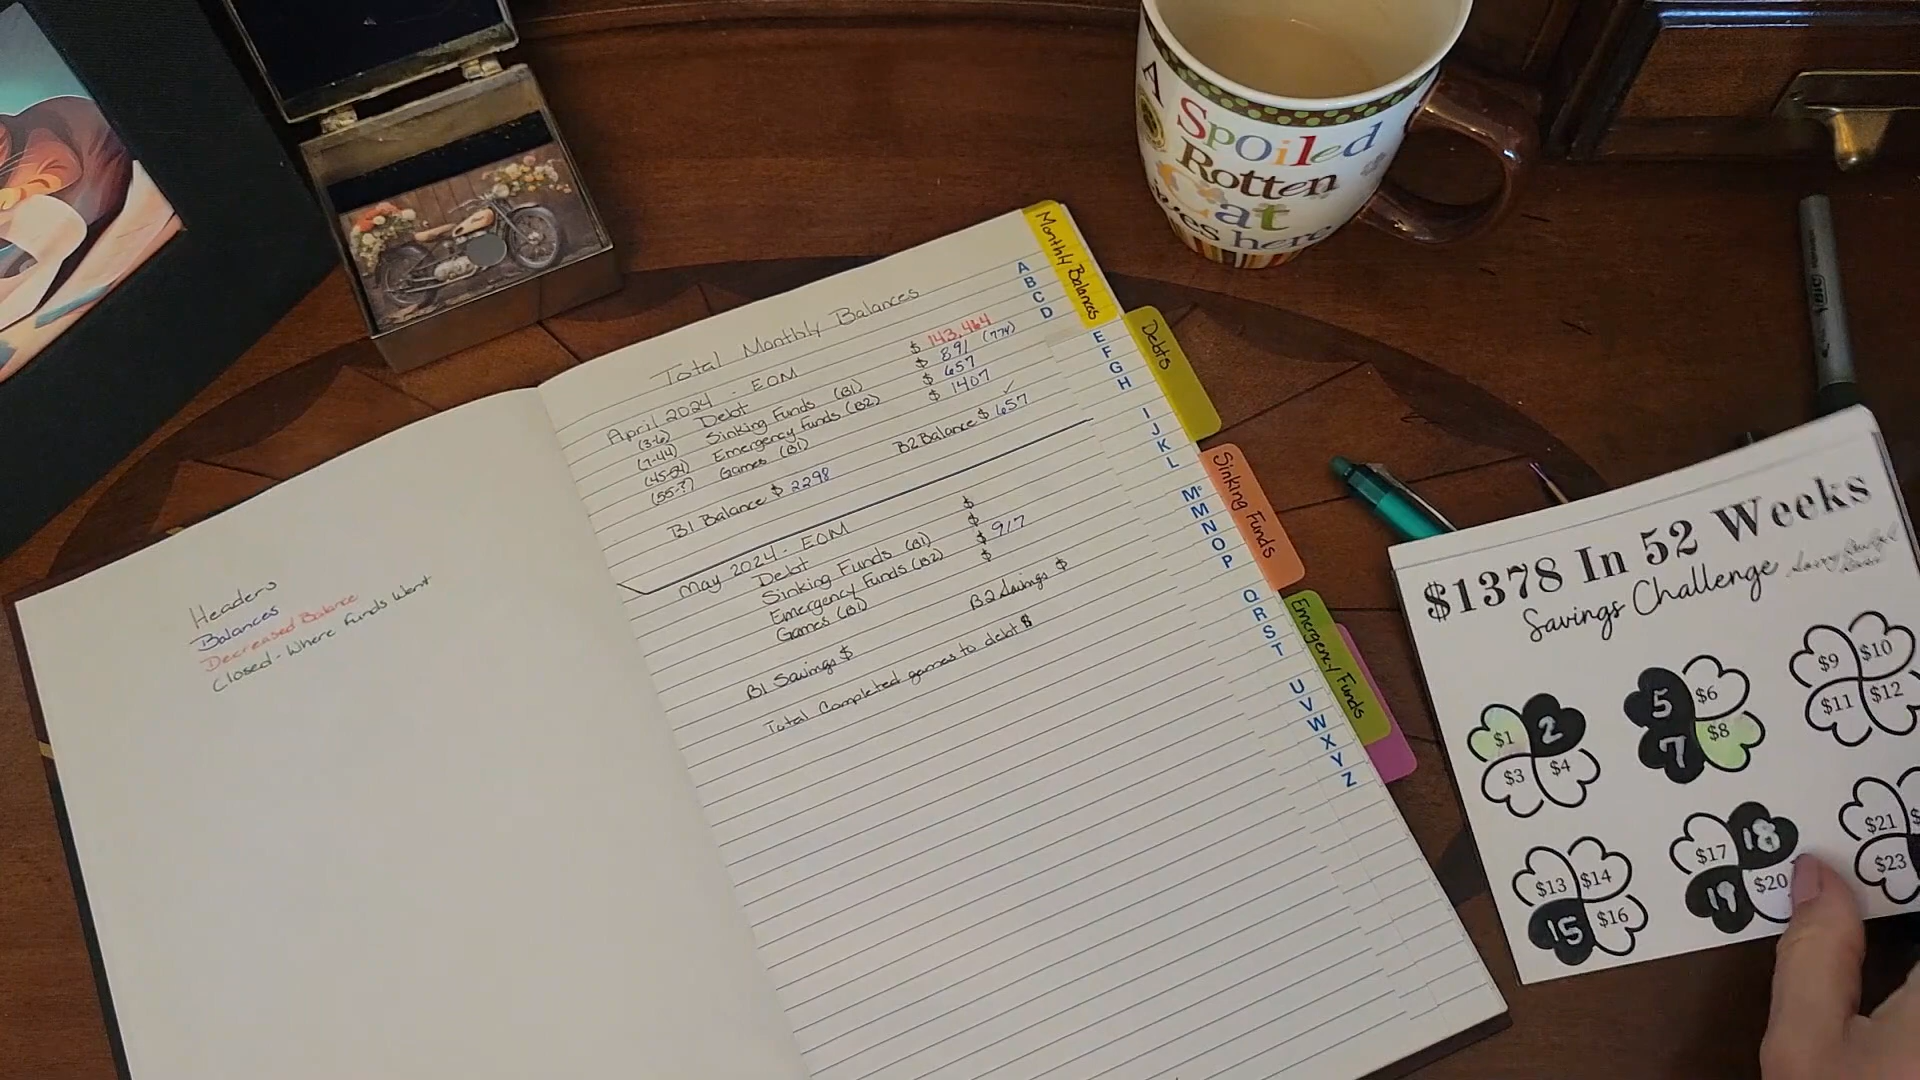 A
Spoiled
Rotten
Cat
lives here
BIC
Headers
Balances
Decreased Balance
Closed - Where Funds Went
Total Monthly Balances
April 2024 - EOM
(3-6) Debt $ 143,464
(7-44) Sinking Funds (B1) $ 891 (774)
(45-54) Emergency Funds (B2) $ 657
(55-?) Games (B1) $ 1407
B1 Balance $ 2298 B2 Balance $ 657 ✓
May 2024 - EOM
Debt $
Sinking Funds (B1) $
Emergency Funds (B2) $ 917
Games (B1) $
B1 Savings $ B2 Savings $
Total Completed games to debt $
A
B
C
D
E
F
G
H
I
J
K
L
Mc
M
N
O
P
Q
R
S
T
U
V
W
X
Y
Z
Monthly Balances
Debts
Sinking Funds
Emergency Funds
$1378 In 52 Weeks
Savings Challenge
$1 2
$3 $4
5 $6
7 $8
$9 $10
$11 $12
$13 $14
15 $16
$17 18
19 $20
$21
$23